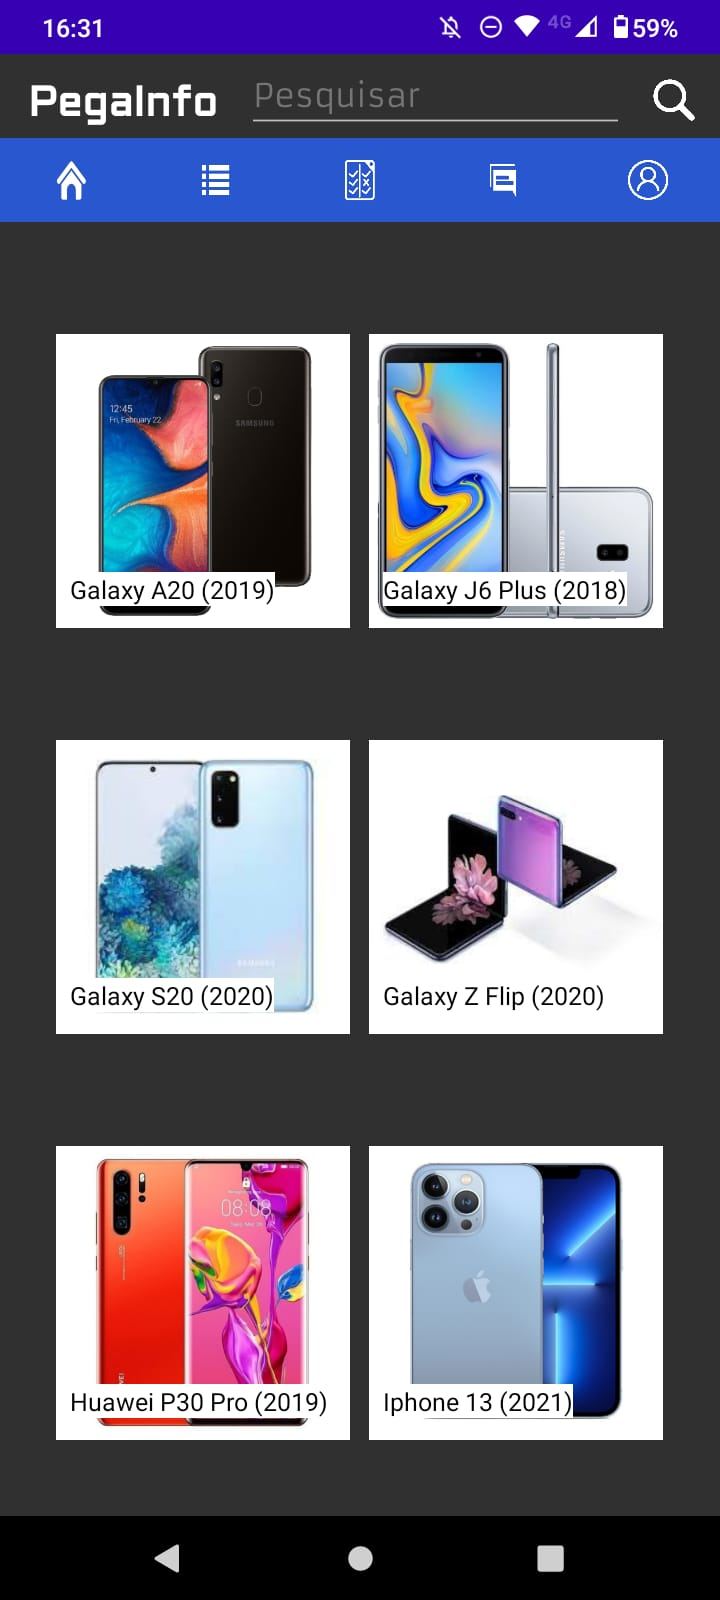 16:31
4G
59%
PegaInfo
Pesquisar
12:45
Fri, February 22
SAMSUNG
Galaxy A20 (2019)
Galaxy J6 Plus (2018)
SAMSUNG
Galaxy S20 (2020)
Galaxy Z Flip (2020)
08:08
Huawei P30 Pro (2019)
Iphone 13 (2021)